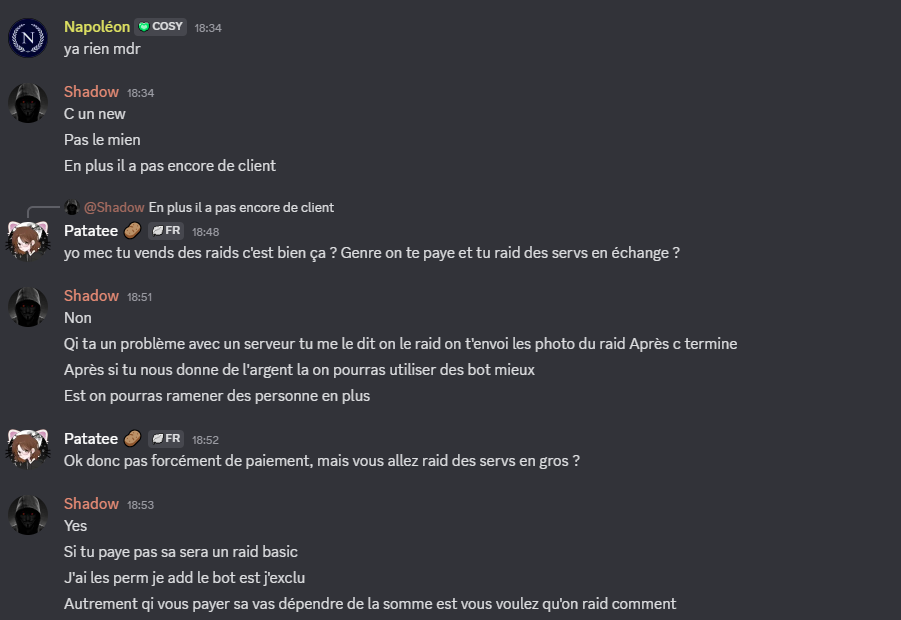 Napoléon COSY 18:34
ya rien mdr
Shadow 18:34
C un new
Pas le mien
En plus il a pas encore de client
@Shadow En plus il a pas encore de client
Patatee FR 18:48
yo mec tu vends des raids c'est bien ça ? Genre on te paye et tu raid des servs en échange ?
Shadow 18:51
Non
Qi ta un problème avec un serveur tu me le dit on le raid on t'envoi les photo du raid Après c termine
Après si tu nous donne de l'argent la on pourras utiliser des bot mieux
Est on pourras ramener des personne en plus
Patatee FR 18:52
Ok donc pas forcément de paiement, mais vous allez raid des servs en gros ?
Shadow 18:53
Yes
Si tu paye pas sa sera un raid basic
J'ai les perm je add le bot est j'exclu
Autrement qi vous payer sa vas dépendre de la somme est vous voulez qu'on raid comment